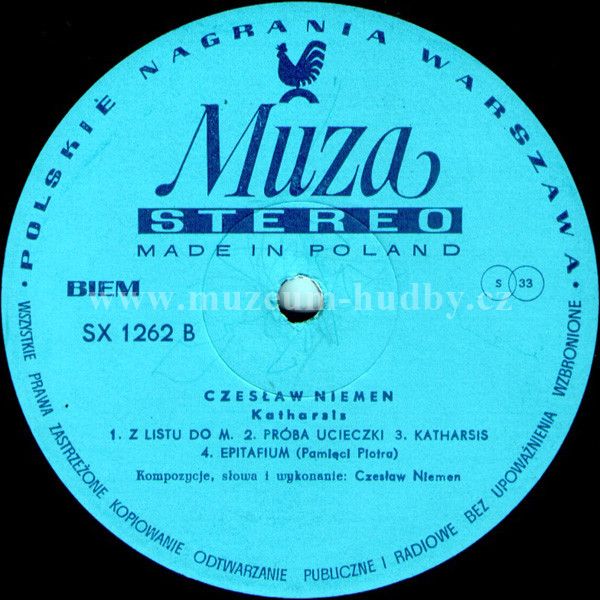 · POLSKIE NAGRANIA WARSZAWA ·
Muza
STEREO
MADE IN POLAND
BIEM
S 33
www.muzeum-hudby.cz
SX 1262 B
CZESŁAW NIEMEN
Katharsis
1. Z LISTU DO M. 2. PRÓBA UCIECZKI 3. KATHARSIS
4. EPITAFIUM (Pamięci Piotra)
Kompozycje, słowa i wykonanie: Czesław Niemen
WSZYSTKIE PRAWA ZASTRZEŻONE KOPIOWANIE ODTWARZANIE PUBLICZNE I RADIOWE BEZ UPOWAŻNIENIA WZBRONIONE